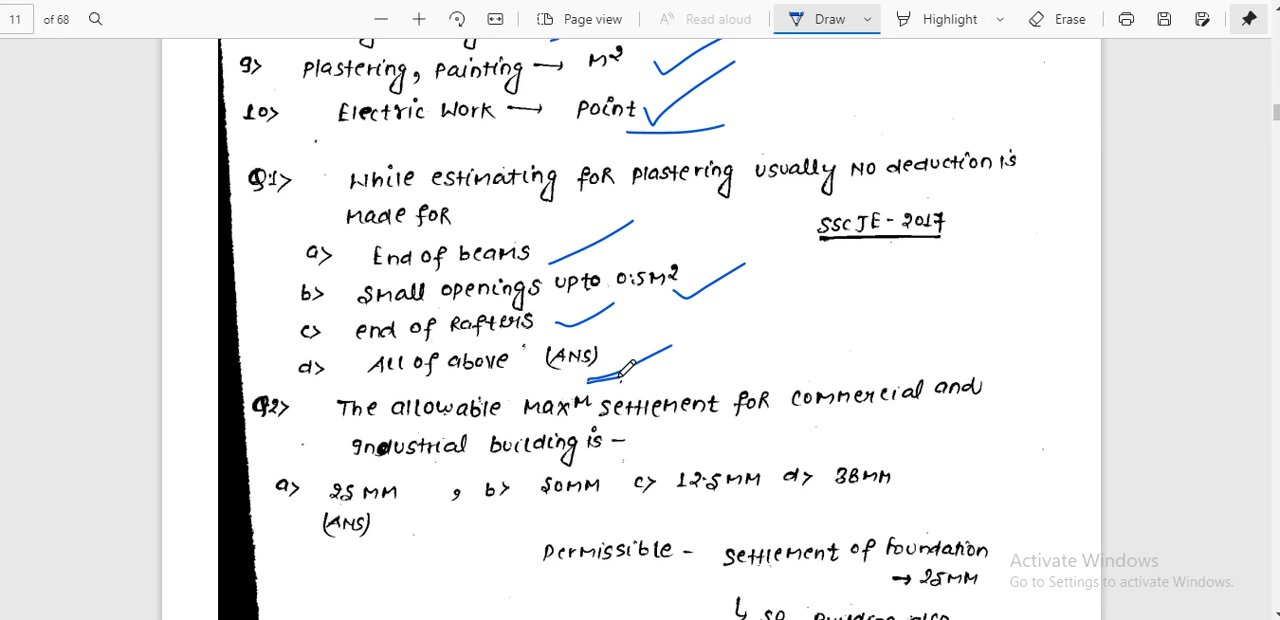 11 of 68 Page view Read aloud Draw Highlight Erase
9> Plastering, Painting → M2
10> Electric Work → Point
Q1> While estimating foR plastering usually NO deduction is
Made foR
SSC JE - 2017
a> End of beams
b> Small openings upto 0.5M2
c> end of Rafters
d> All of above (ANS)
Q2> The allowable Maxᴹ settlement foR commercial and
industrial building is -
a> 25 MM , b> 50MM c> 12.5MM d> 38MM
(ANS)
Permissible - settlement of foundation
→ 25MM
Activate Windows
Go to Settings to activate Windows.
↳ so Building also